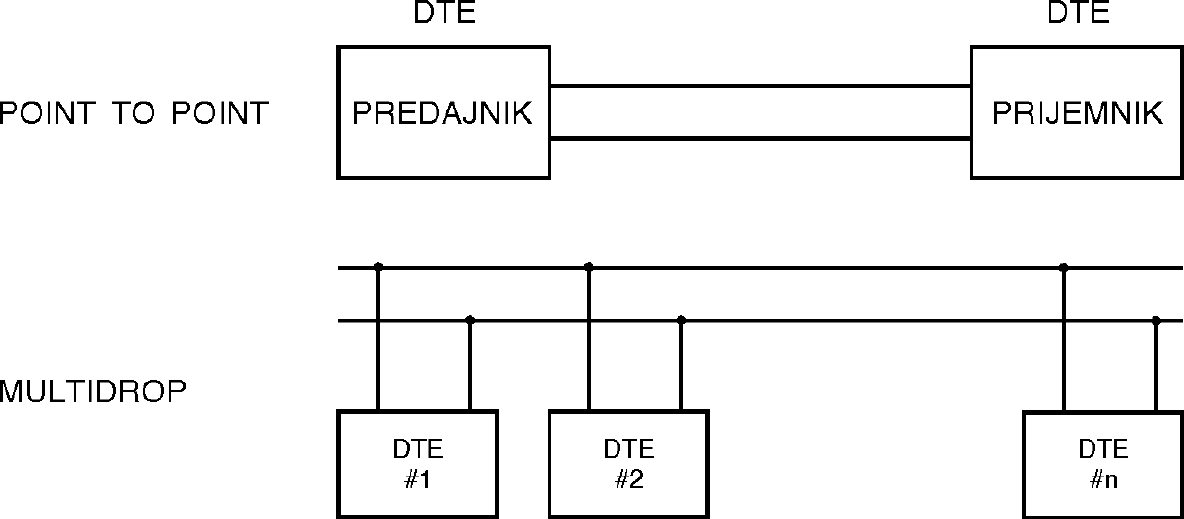 DTE
DTE
POINT TO POINT
PREDAJNIK
PRIJEMNIK
MULTIDROP
DTE
#1
DTE
#2
DTE
#n